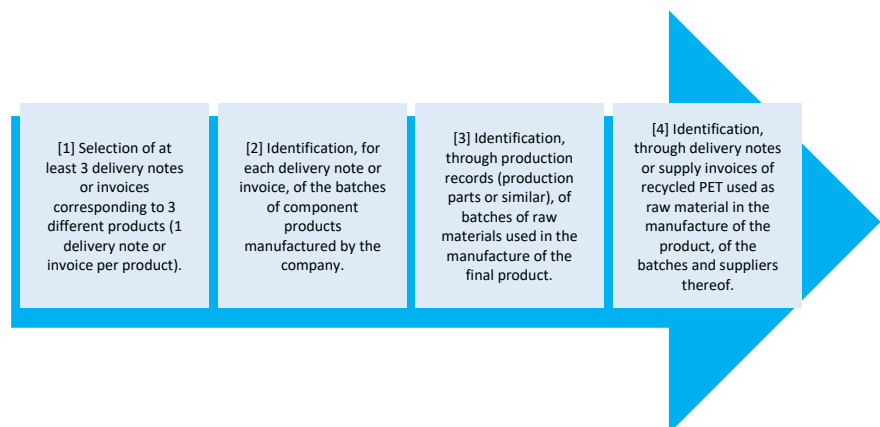 [1] Selection of at
least 3 delivery notes
or invoices
corresponding to 3
different products (1
delivery note or
invoice per product).
[2] Identification, for
each delivery note or
invoice, of the batches
of component
products
manufactured by the
company.
[3] Identification,
through production
records (production
parts or similar), of
batches of raw
materials used in the
manufacture of the
final product.
[4] Identification,
through delivery notes
or supply invoices of
recycled PET used as
raw material in the
manufacture of the
product, of the
batches and suppliers
thereof.